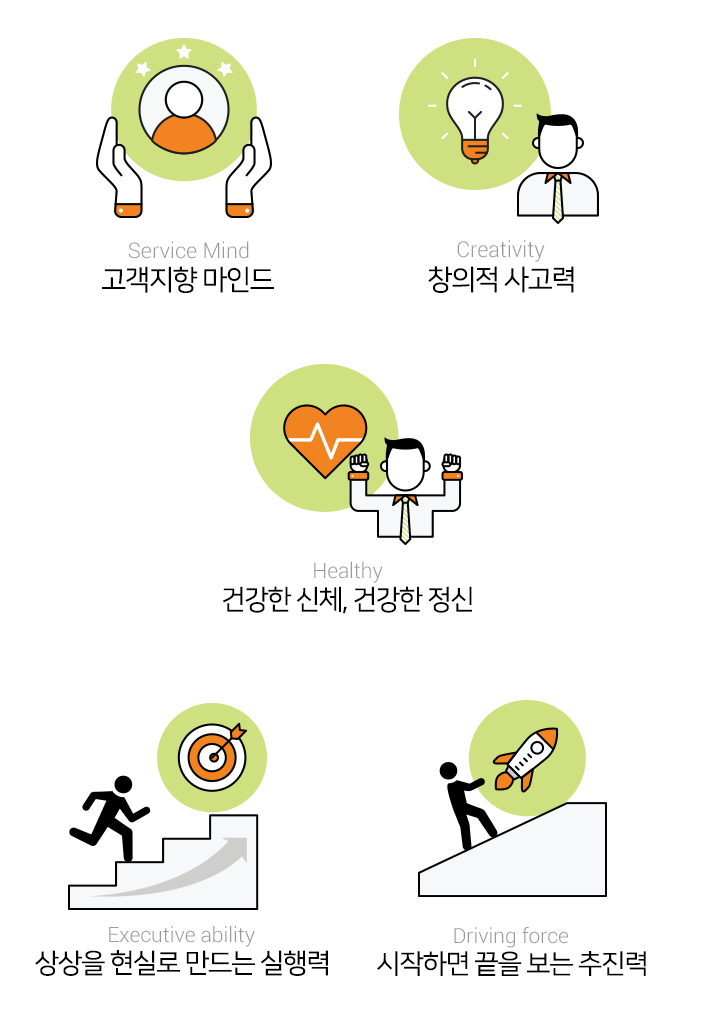 Service Mind
고객지향 마인드
Creativity
창의적 사고력
Healthy
건강한 신체, 건강한 정신
Executive ability
상상을 현실로 만드는 실행력
Driving force
시작하면 끝을 보는 추진력